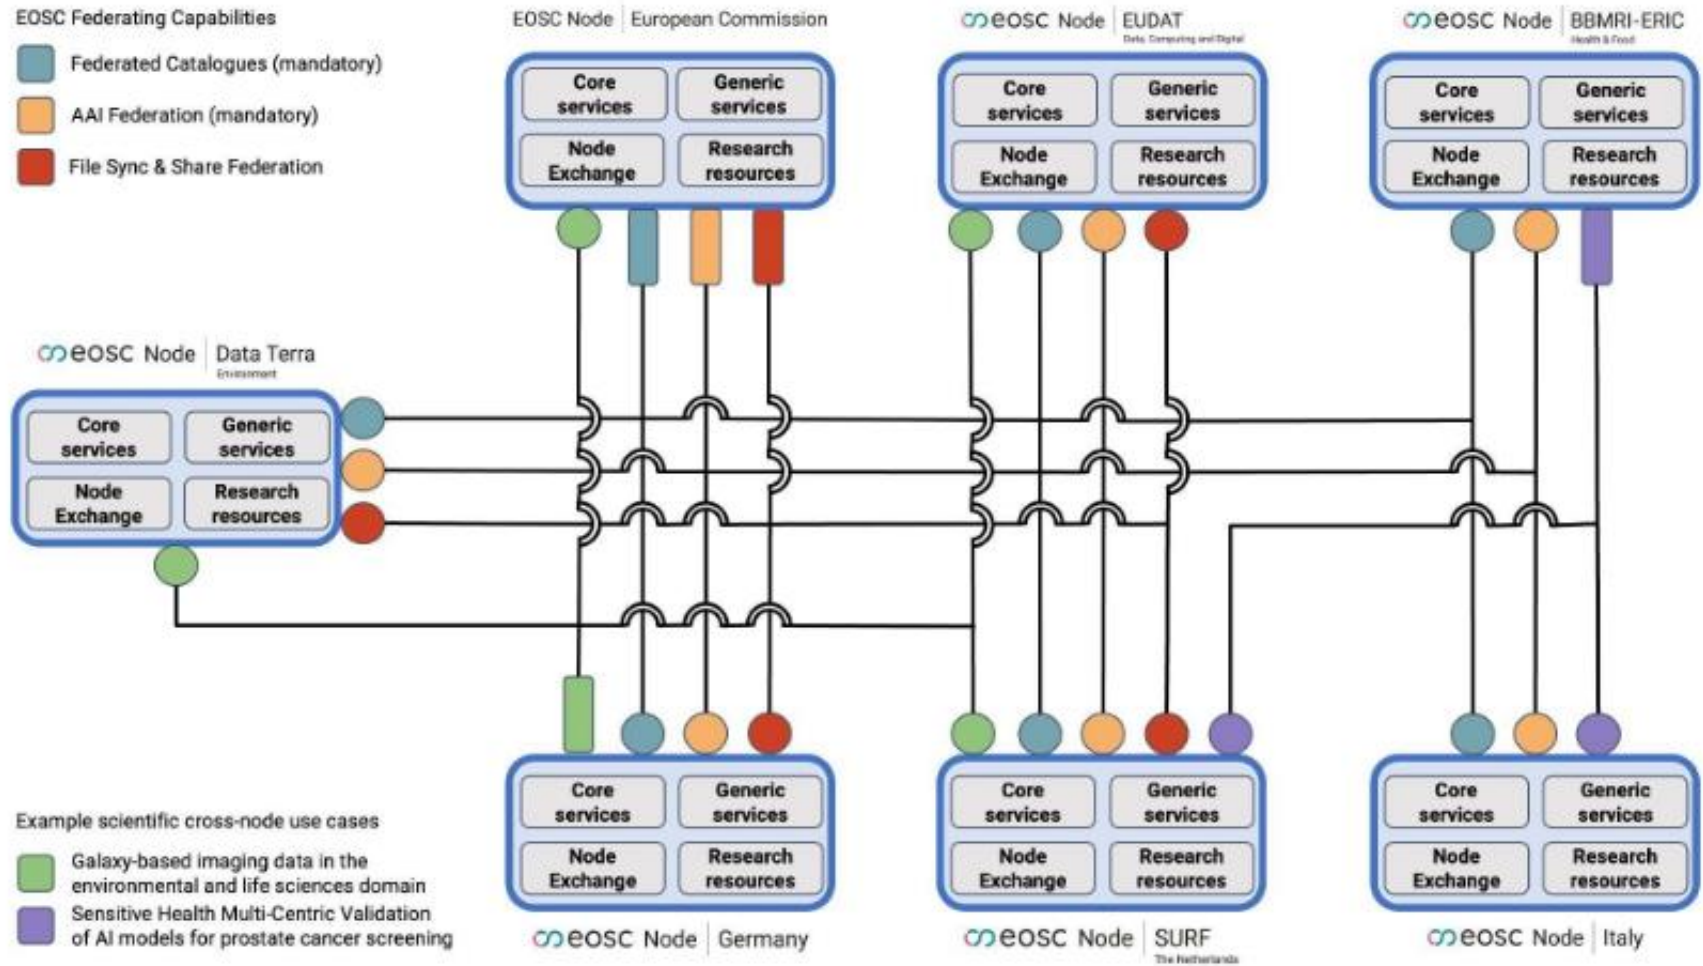 EOSC Federating Capabilities
Federated Catalogues (mandatory)
AAI Federation (mandatory)
File Sync & Share Federation
EOSC Node | European Commission
Core services
Generic services
Node Exchange
Research resources
eosc Node | EUDAT
Data, Computing and Digital
Core services
Generic services
Node Exchange
Research resources
eosc Node | BBMRI-ERIC
Health & Food
Core services
Generic services
Node Exchange
Research resources
eosc Node | Data Terra
Environment
Core services
Generic services
Node Exchange
Research resources
Core services
Generic services
Node Exchange
Research resources
eosc Node | Germany
Core services
Generic services
Node Exchange
Research resources
eosc Node | SURF
The Netherlands
Core services
Generic services
Node Exchange
Research resources
eosc Node | Italy
Example scientific cross-node use cases
Galaxy-based imaging data in the
environmental and life sciences domain
Sensitive Health Multi-Centric Validation
of AI models for prostate cancer screening